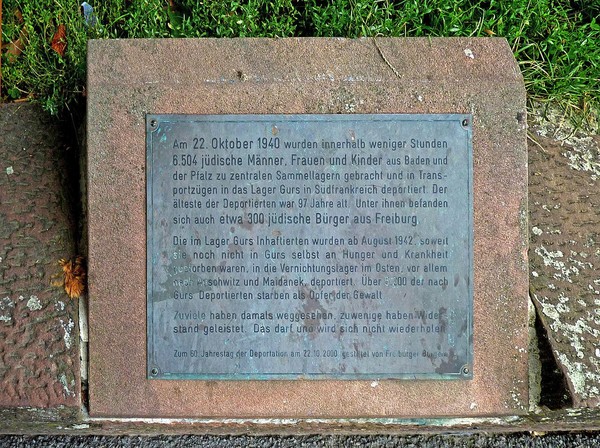 Am 22. Oktober 1940 wurden innerhalb weniger Stunden
6.504 jüdische Männer, Frauen und Kinder aus Baden und
der Pfalz zu zentralen Sammellagern gebracht und in Trans-
portzügen in das Lager Gurs in Südfrankreich deportiert. Der
älteste der Deportierten war 97 Jahre alt. Unter ihnen befanden
sich auch etwa 300 jüdische Bürger aus Freiburg.
Die im Lager Gurs Inhaftierten wurden ab August 1942, soweit
sie noch nicht in Gurs selbst an Hunger und Krankheit
gestorben waren, in die Vernichtungslager im Osten, vor allem
nach Auschwitz und Maidanek, deportiert. Über der nach
Gurs Deportierten starben als Opfer der Gewalt
Zuviele haben damals weggesehen, zuwenige haben Wider-
stand geleistet. Das darf und wird sich nicht wiederholen
Zum 60. Jahrestag der Deportation am 22.10.2000 gestiftet von Freiburger Bürgern